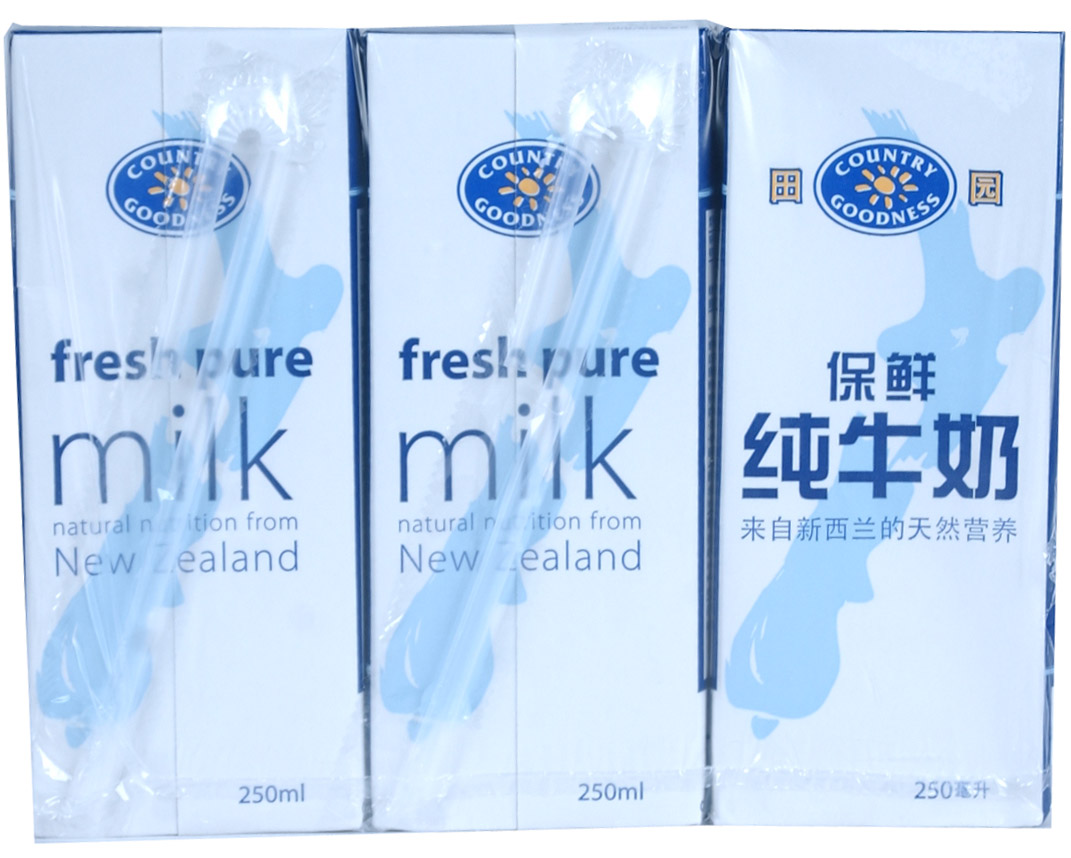 COUNTRY
GOODNESS
fresh pure
milk
natural nutrition from
New Zealand
250ml
COUNTRY
GOODNESS
fresh pure
milk
natural nutrition from
New Zealand
250ml
田 COUNTRY GOODNESS 园
保鲜
纯牛奶
来自新西兰的天然营养
250毫升